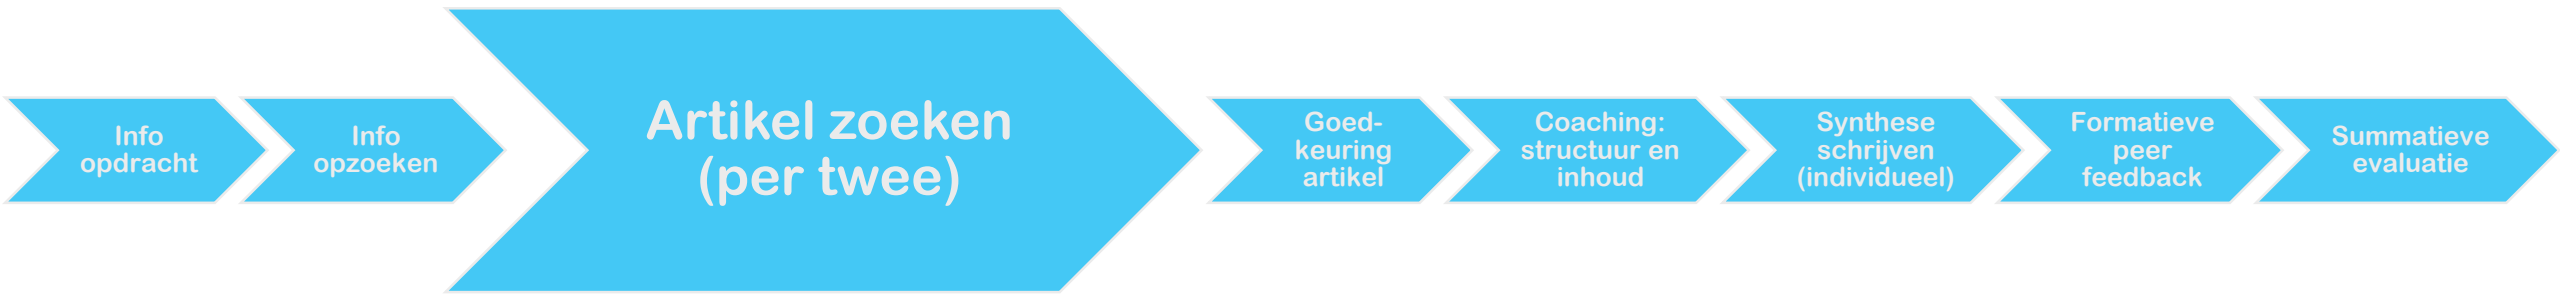 Info
opdracht
Info
opzoeken
Artikel zoeken
(per twee)
Goed-
keuring
artikel
Coaching:
structuur en
inhoud
Synthese
schrijven
(individueel)
Formatieve
peer
feedback
Summatieve
evaluatie